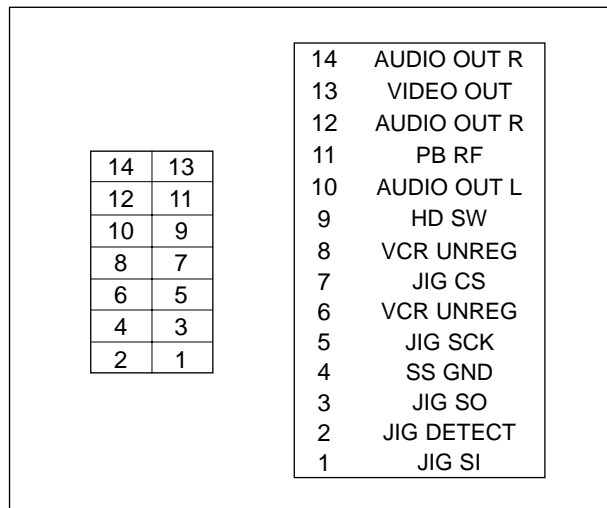 14 13
12 11
10 9
8 7
6 5
4 3
2 1
14 AUDIO OUT R
13 VIDEO OUT
12 AUDIO OUT R
11 PB RF
10 AUDIO OUT L
9 HD SW
8 VCR UNREG
7 JIG CS
6 VCR UNREG
5 JIG SCK
4 SS GND
3 JIG SO
2 JIG DETECT
1 JIG SI